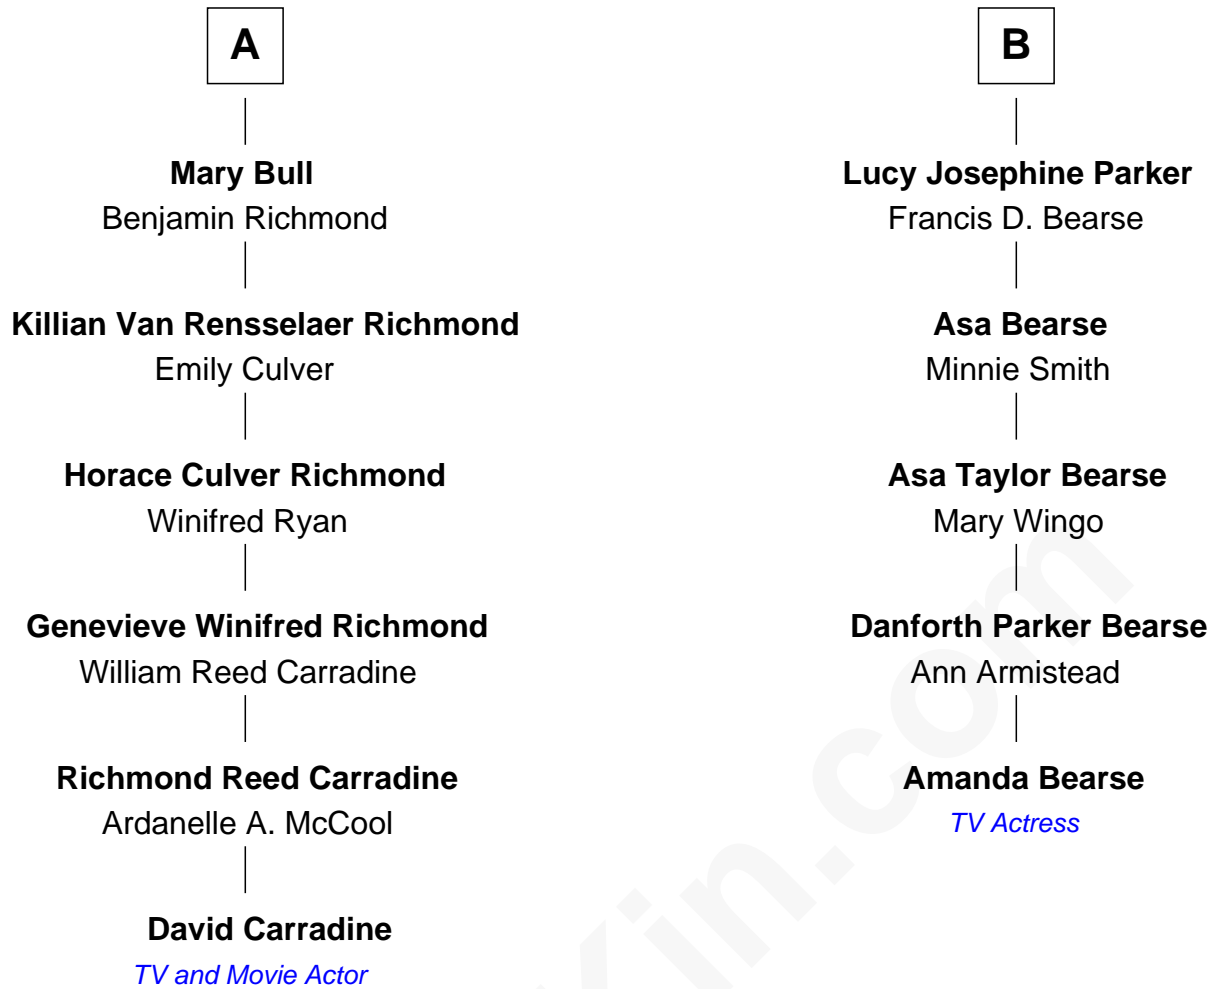 A
Mary Bull
Benjamin Richmond
Killian Van Rensselaer Richmond
Emily Culver
Horace Culver Richmond
Winifred Ryan
Genevieve Winifred Richmond
William Reed Carradine
Richmond Reed Carradine
Ardanelle A. McCool
David Carradine
TV and Movie Actor
B
Lucy Josephine Parker
Francis D. Bearse
Asa Bearse
Minnie Smith
Asa Taylor Bearse
Mary Wingo
Danforth Parker Bearse
Ann Armistead
Amanda Bearse
TV Actress
Kin.com